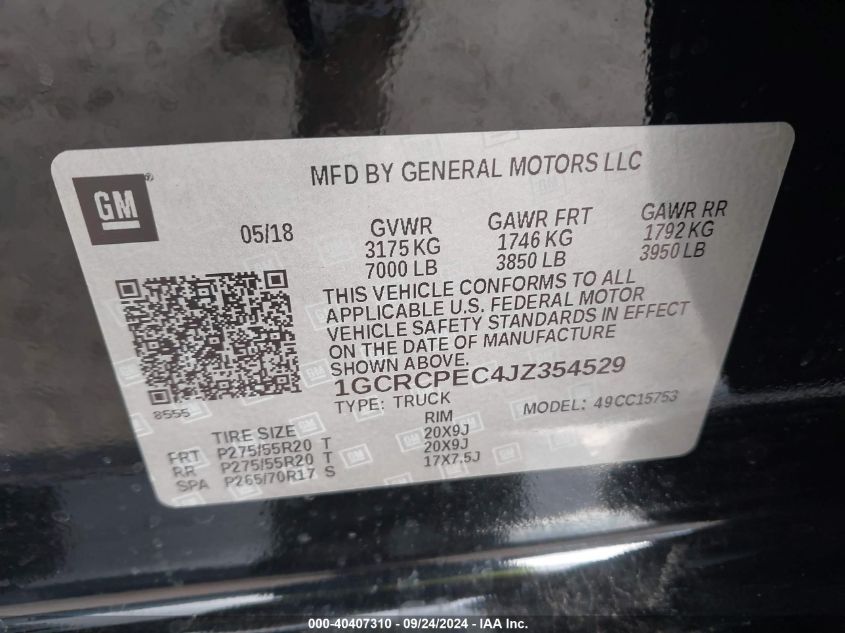 MFD BY GENERAL MOTORS LLC
GM
05/18
GVWR
3175 KG
7000 LB
GAWR FRT
1746 KG
3850 LB
GAWR RR
1792 KG
3950 LB
THIS VEHICLE CONFORMS TO ALL
APPLICABLE U.S. FEDERAL MOTOR
VEHICLE SAFETY STANDARDS IN EFFECT
ON THE DATE OF MANUFACTURE
SHOWN ABOVE.
1GCRCPEC4JZ354529
8555
TYPE: TRUCK
MODEL: 49CC15753
TIRE SIZE RIM
FRT P275/55R20 T 20X9J
RR P275/55R20 T 20X9J
SPA P265/70R17 S 17X7.5J
000-40407310 - 09/24/2024 - IAA Inc.